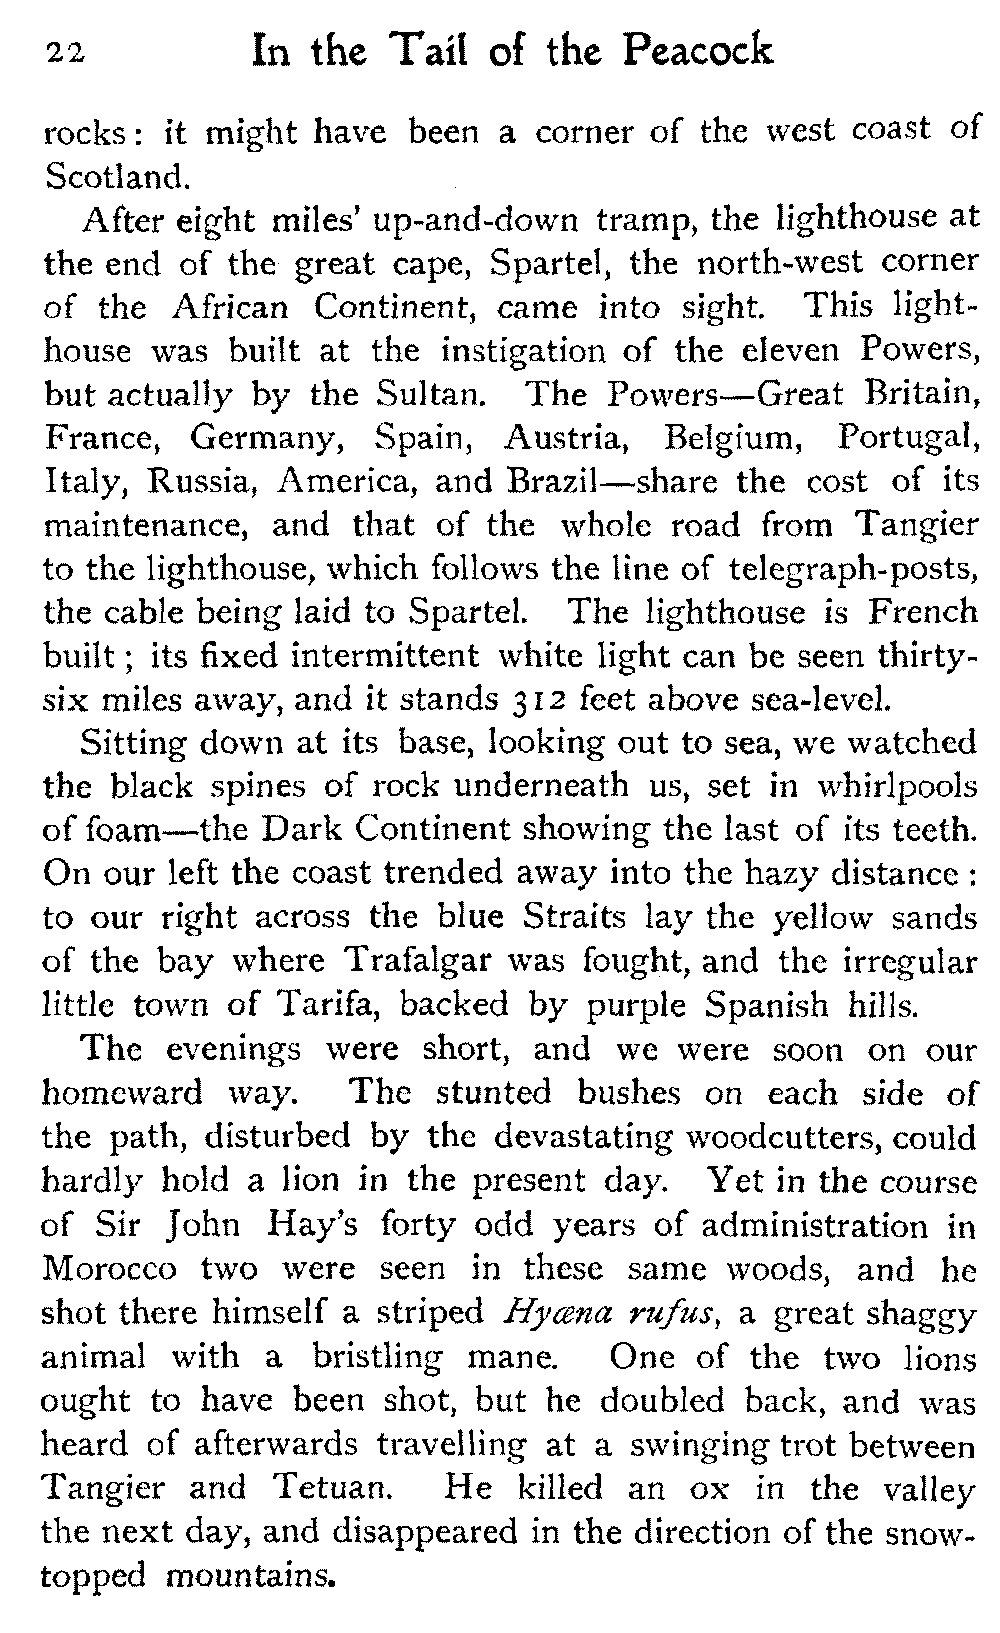 22 In the Tail of the Peacock
rocks: it might have been a corner of the west coast of
Scotland.
After eight miles' up-and-down tramp, the lighthouse at
the end of the great cape, Spartel, the north-west corner
of the African Continent, came into sight. This light-
house was built at the instigation of the eleven Powers,
but actually by the Sultan. The Powers—Great Britain,
France, Germany, Spain, Austria, Belgium, Portugal,
Italy, Russia, America, and Brazil—share the cost of its
maintenance, and that of the whole road from Tangier
to the lighthouse, which follows the line of telegraph-posts,
the cable being laid to Spartel. The lighthouse is French
built; its fixed intermittent white light can be seen thirty-
six miles away, and it stands 312 feet above sea-level.
Sitting down at its base, looking out to sea, we watched
the black spines of rock underneath us, set in whirlpools
of foam—the Dark Continent showing the last of its teeth.
On our left the coast trended away into the hazy distance:
to our right across the blue Straits lay the yellow sands
of the bay where Trafalgar was fought, and the irregular
little town of Tarifa, backed by purple Spanish hills.
The evenings were short, and we were soon on our
homeward way. The stunted bushes on each side of
the path, disturbed by the devastating woodcutters, could
hardly hold a lion in the present day. Yet in the course
of Sir John Hay's forty odd years of administration in
Morocco two were seen in these same woods, and he
shot there himself a striped Hyæna rufus, a great shaggy
animal with a bristling mane. One of the two lions
ought to have been shot, but he doubled back, and was
heard of afterwards travelling at a swinging trot between
Tangier and Tetuan. He killed an ox in the valley
the next day, and disappeared in the direction of the snow-
topped mountains.